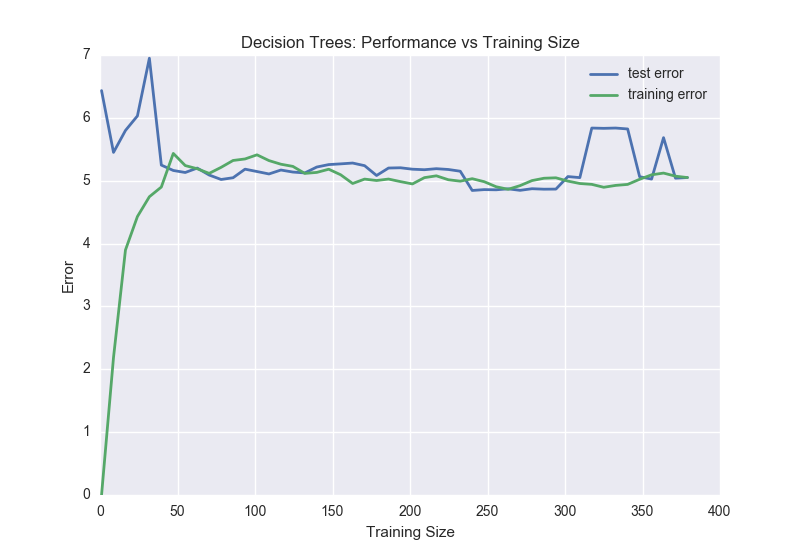 Decision Trees: Performance vs Training Size
7
6
5
4
3
2
1
0
Error
test error
training error
0 50 100 150 200 250 300 350 400
Training Size